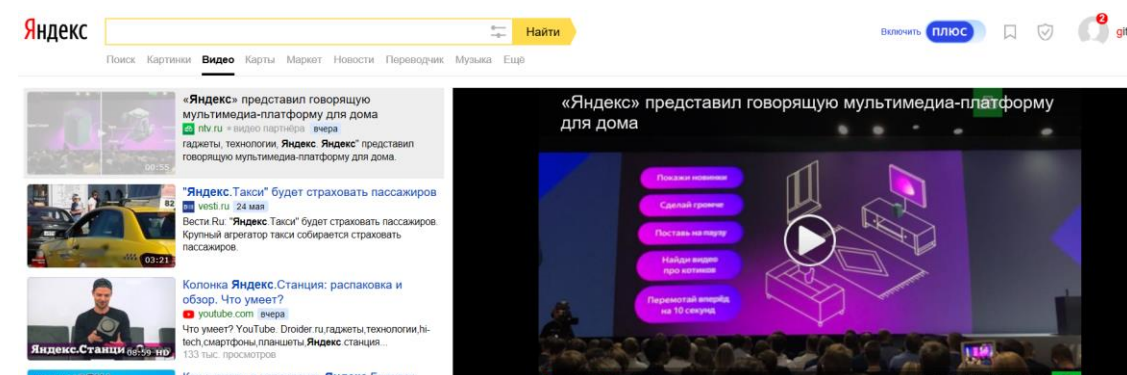 Яндекс
Найти
Включить ПЛЮС
2
gif
Поиск Картинки Видео Карты Маркет Новости Переводчик Музыка Ещё
«Яндекс» представил говорящую
мультимедиа-платформу для дома
ntv.ru видео партнёра вчера
гаджеты, технологии, Яндекс. Яндекс" представил
говорящую мультимедиа-платформу для дома.
00:55
"Яндекс.Такси" будет страховать пассажиров
vesti.ru 24 мая
Вести.Ru: "Яндекс.Такси" будет страховать пассажиров.
Крупный агрегатор такси собирается страховать
пассажиров.
82
03:21
Колонка Яндекс.Станция: распаковка и
обзор. Что умеет?
youtube.com вчера
Что умеет? YouTube. Droider.ru,гаджеты,технологии,hi-
tech,смартфоны,планшеты,Яндекс.станция...
133 тыс. просмотров
Яндекс.Станци
08:59 HD
«Яндекс» представил говорящую мультимедиа-платформу
для дома
Покажи новинки
Сделай громче
Поставь на паузу
Найди видео
про котиков
Перемотай вперёд
на 10 секунд